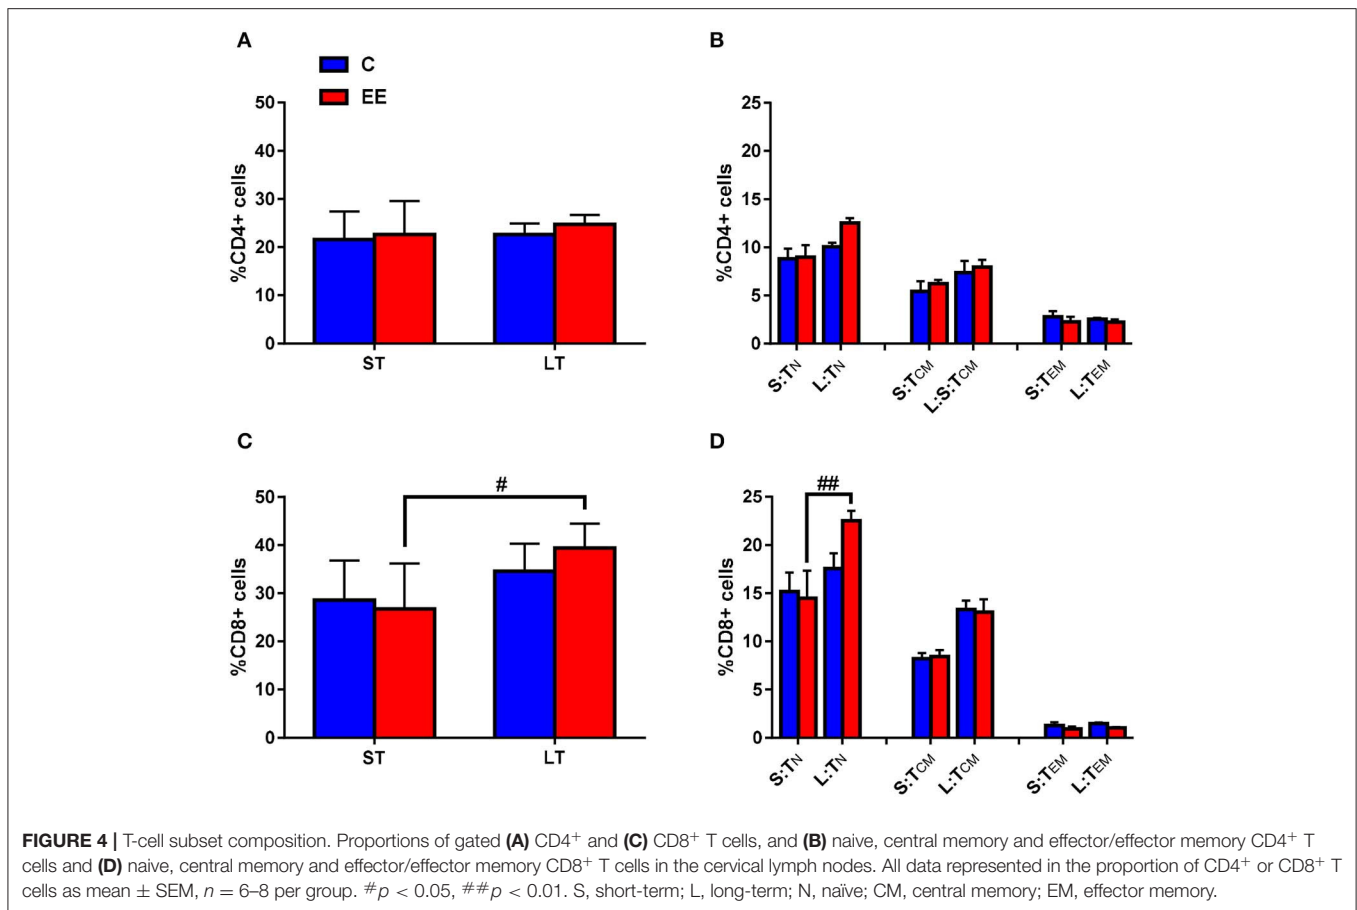 A
B
C
EE
%CD4+ cells
50
40
30
20
10
0
ST
LT
%CD4+ cells
25
20
15
10
5
0
S:TN
L:TN
S:TCM
L:S:TCM
S:TEM
L:TEM
C
D
#
%CD8+ cells
50
40
30
20
10
0
ST
LT
##
%CD8+ cells
25
20
15
10
5
0
S:TN
L:TN
S:TCM
L:TCM
S:TEM
L:TEM
FIGURE 4 | T-cell subset composition. Proportions of gated (A) CD4+ and (C) CD8+ T cells, and (B) naive, central memory and effector/effector memory CD4+ T
cells and (D) naive, central memory and effector/effector memory CD8+ T cells in the cervical lymph nodes. All data represented in the proportion of CD4+ or CD8+ T
cells as mean ± SEM, n = 6–8 per group. #p < 0.05, ##p < 0.01. S, short-term; L, long-term; N, naïve; CM, central memory; EM, effector memory.